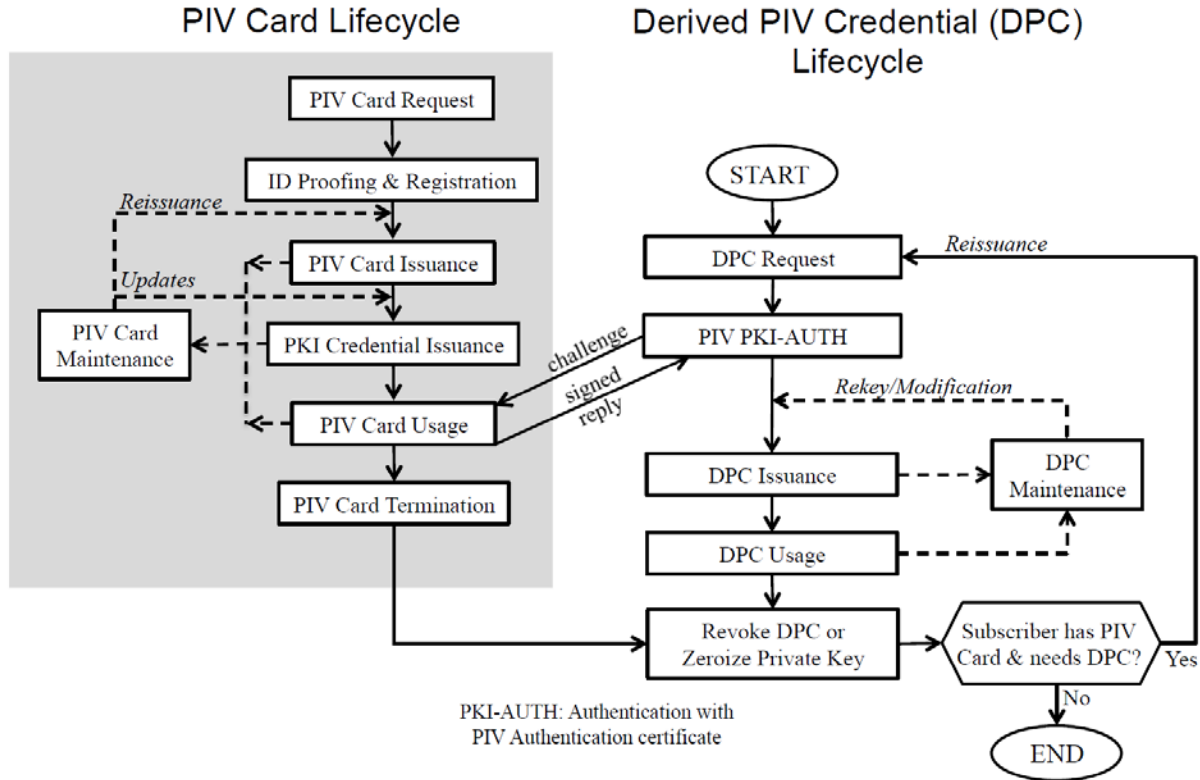 PIV Card Lifecycle
Derived PIV Credential (DPC)
Lifecycle
PIV Card Request
ID Proofing & Registration
Reissuance
PIV Card Issuance
Updates
PIV Card
Maintenance
PKI Credential Issuance
PIV Card Usage
PIV Card Termination
challenge
signed
reply
START
DPC Request
Reissuance
PIV PKI-AUTH
Rekey/Modification
DPC Issuance
DPC
Maintenance
DPC Usage
Revoke DPC or
Zeroize Private Key
Subscriber has PIV
Card & needs DPC?
Yes
No
END
PKI-AUTH: Authentication with
PIV Authentication certificate